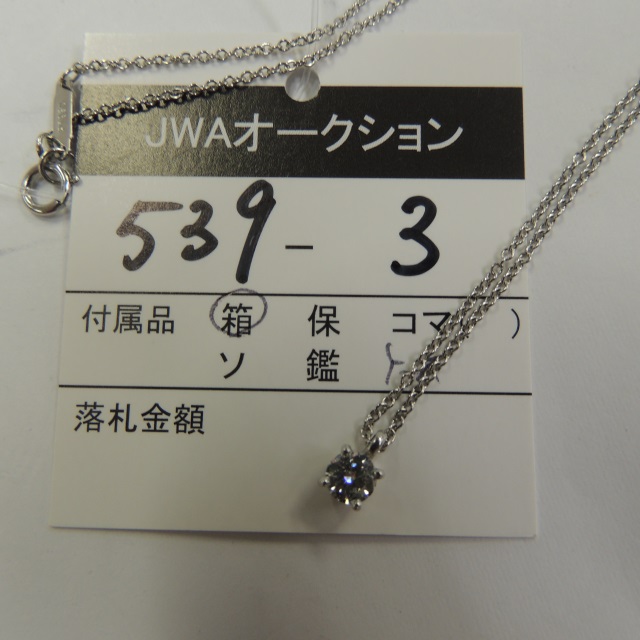 JWAオークション
539 - 3
付属品 箱 保 コマ )
ソ 鑑
落札金額